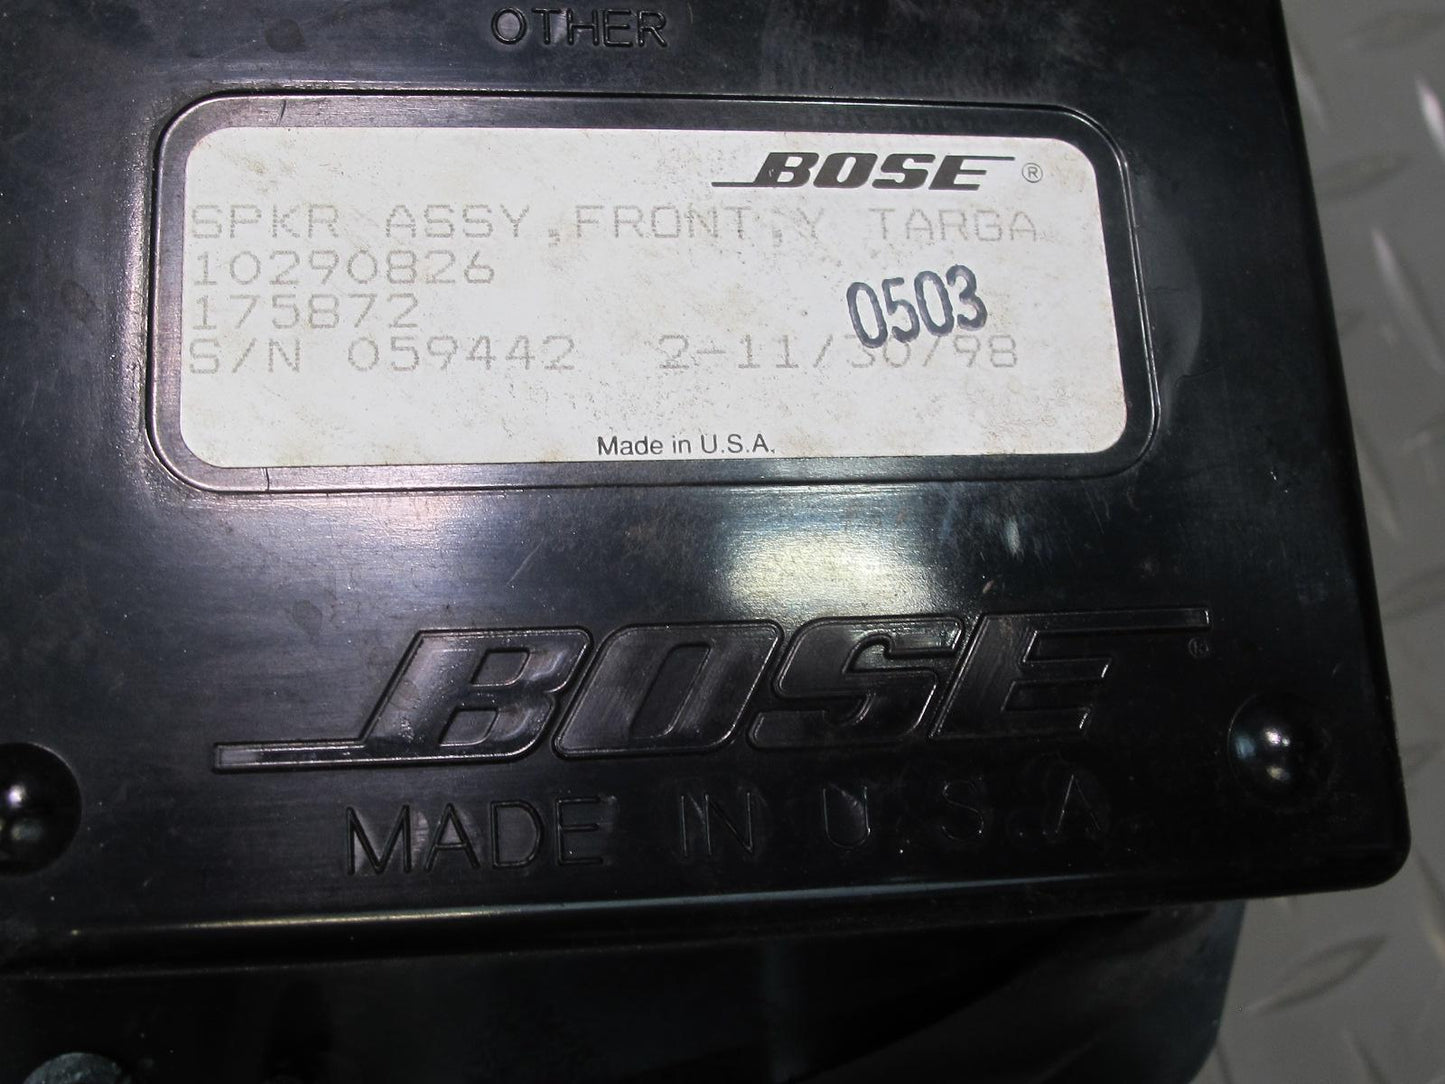 OTHER
BOSE ®
SPKR ASSY,FRONT,Y TARGA
10290826
0503
175872
S/N 059442 2-11/30/98
Made in U.S.A.
BOSE ®
MADE IN U S A